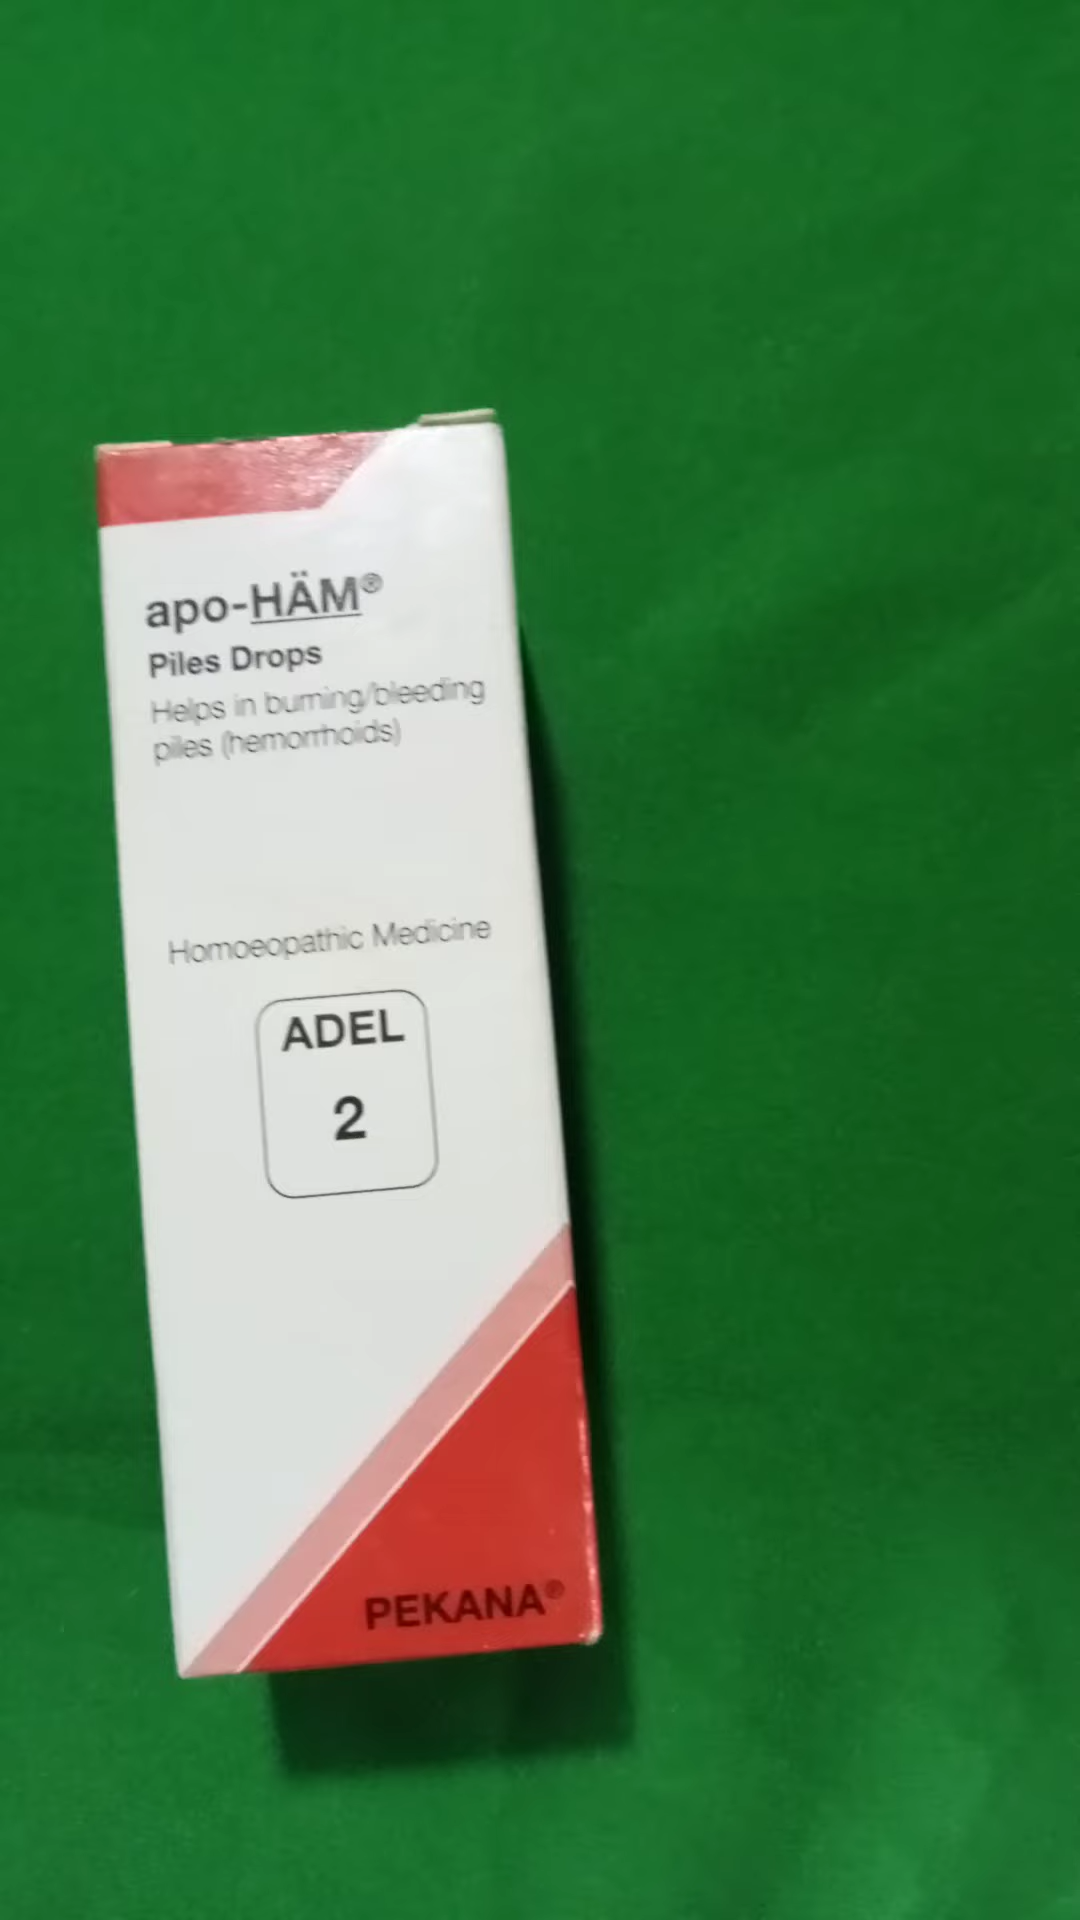 apo-HÄM®
Piles Drops
Helps in burning/bleeding
piles (hemorrhoids)
Homoeopathic Medicine
ADEL
2
PEKANA®